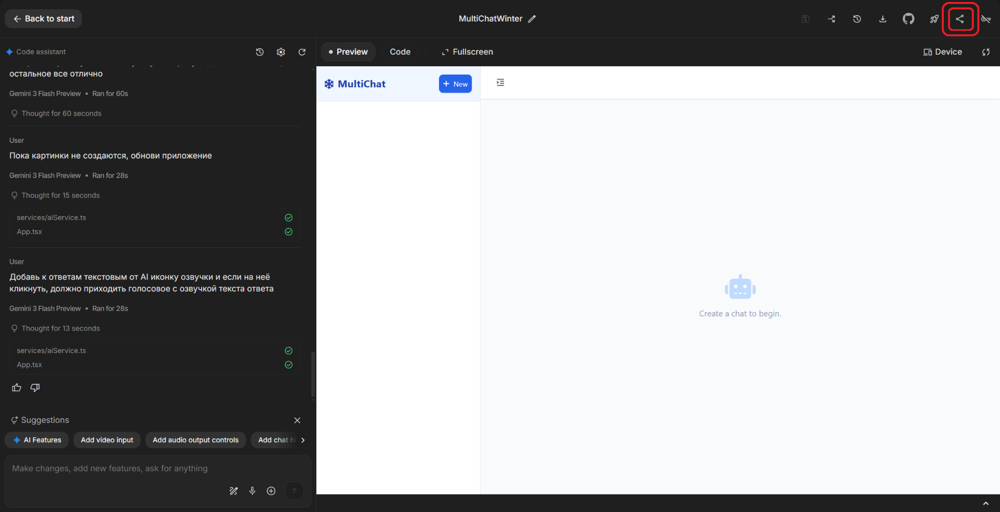 Back to start
MultiChatWinter
Code assistant
Preview
Code
Fullscreen
Device
остальное все отлично
Gemini 3 Flash Preview • Ran for 60s
Thought for 60 seconds
User
Пока картинки не создаются, обнови приложение
Gemini 3 Flash Preview • Ran for 28s
Thought for 15 seconds
services/aiService.ts
App.tsx
User
Добавь к ответам текстовым от AI иконку озвучки и если на неё
кликнуть, должно приходить голосовое с озвучкой текста ответа
Gemini 3 Flash Preview • Ran for 28s
Thought for 13 seconds
services/aiService.ts
App.tsx
Suggestions
AI Features
Add video input
Add audio output controls
Add chat
Make changes, add new features, ask for anything
MultiChat
+ New
Create a chat to begin.